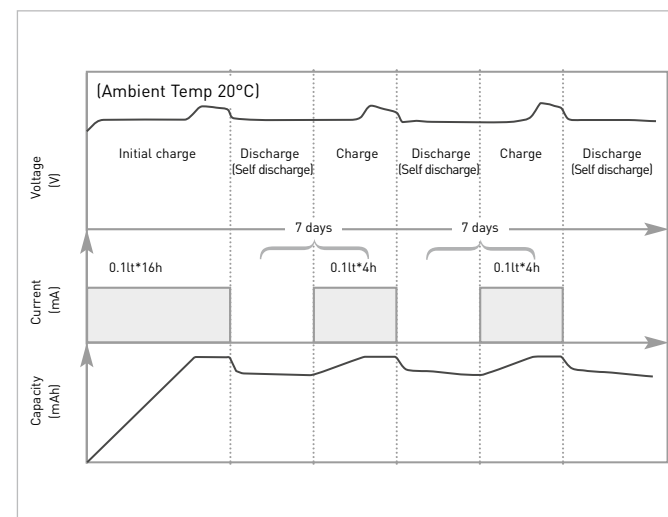 (Ambient Temp 20°C)
Voltage
(V)
Initial charge
Discharge
(Self discharge)
Charge
Discharge
(Self discharge)
Charge
Discharge
(Self discharge)
7 days
7 days
Current
(mA)
0.1lt*16h
0.1lt*4h
0.1lt*4h
Capacity
(mAh)